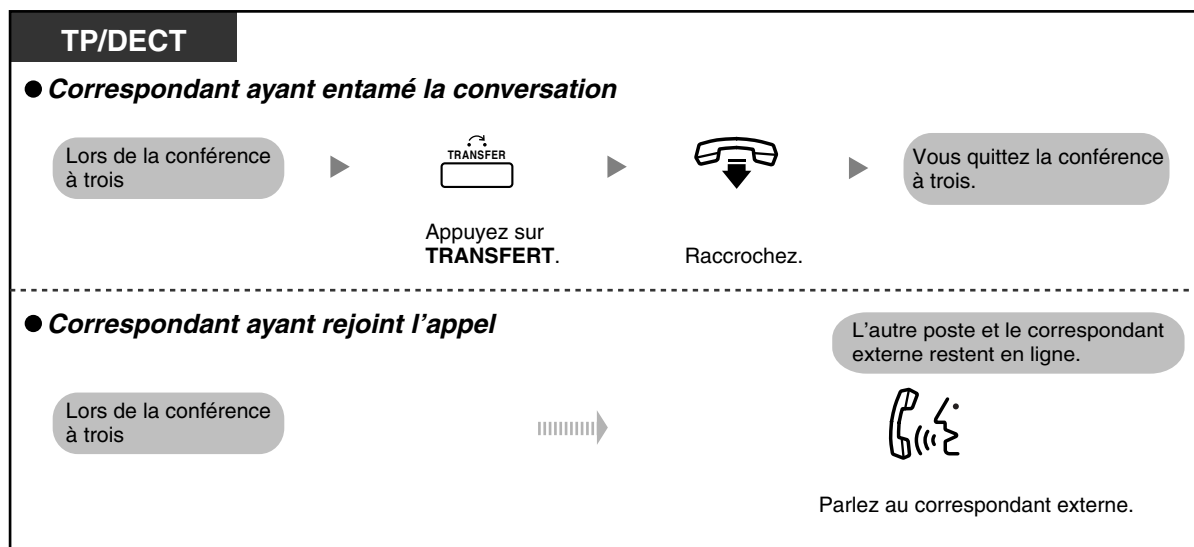 TP/DECT
● Correspondant ayant entamé la conversation
Lors de la conférence
à trois
TRANSFER
Appuyez sur
TRANSFERT.
Raccrochez.
Vous quittez la conférence
à trois.
● Correspondant ayant rejoint l'appel
Lors de la conférence
à trois
L'autre poste et le correspondant
externe restent en ligne.
Parlez au correspondant externe.